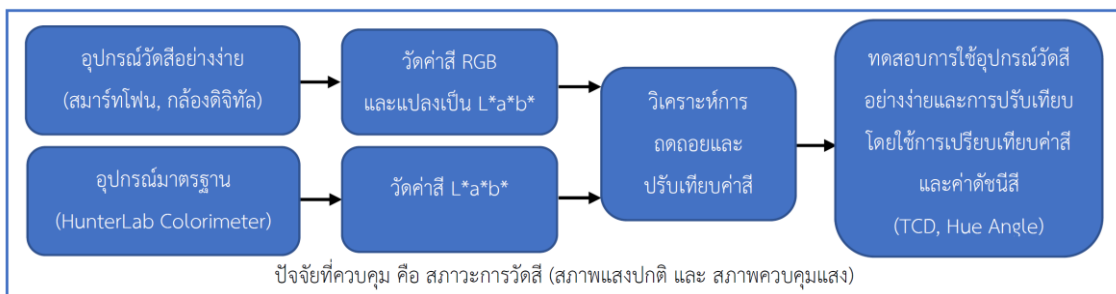 อุปกรณ์วัดสีอย่างง่าย
(สมาร์ทโฟน, กล้องดิจิทัล)
วัดค่าสี RGB
และแปลงเป็น L*a*b*
อุปกรณ์มาตรฐาน
(HunterLab Colorimeter)
วัดค่าสี L*a*b*
วิเคราะห์การ
ถดถอยและ
ปรับเทียบค่าสี
ทดสอบการใช้อุปกรณ์วัดสี
อย่างง่ายและการปรับเทียบ
โดยใช้การเปรียบเทียบค่าสี
และค่าดัชนีสี
(TCD, Hue Angle)
ปัจจัยที่ควบคุม คือ สภาวะการวัดสี (สภาพแสงปกติ และ สภาพควบคุมแสง)